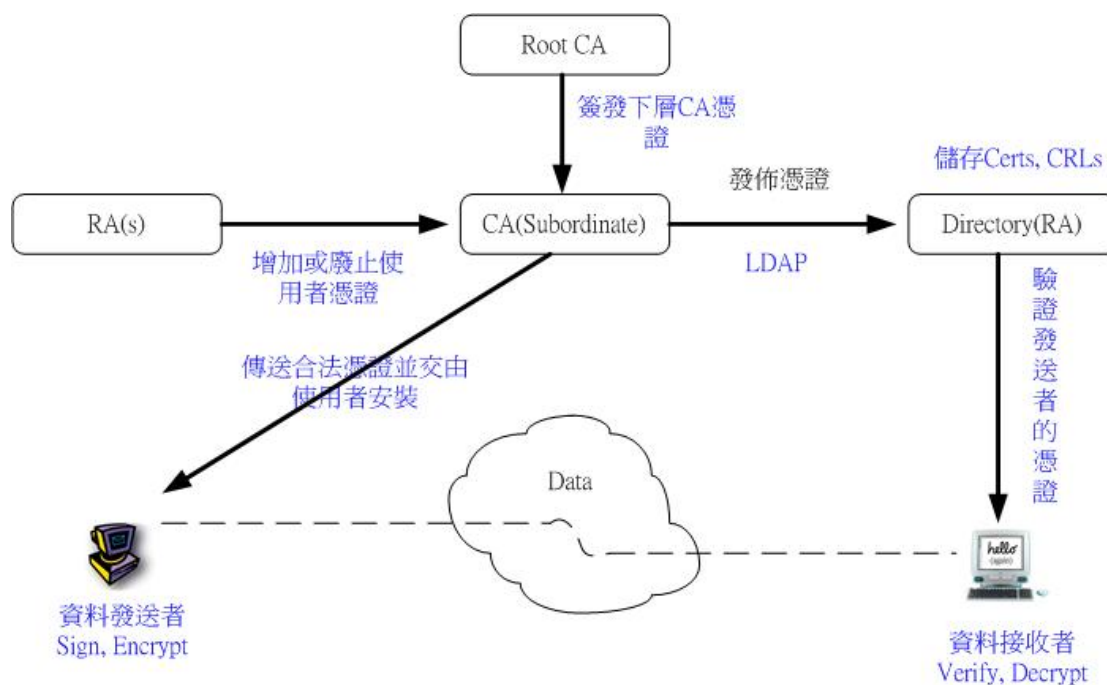 Root CA
簽發下層CA憑
證
儲存Certs, CRLs
發佈憑證
RA(s)
CA(Subordinate)
Directory(RA)
增加或廢止使
用者憑證
LDAP
驗證發送者的憑證
傳送合法憑證並交由
使用者安裝
Data
hello
(again)
資料發送者
Sign, Encrypt
資料接收者
Verify, Decrypt